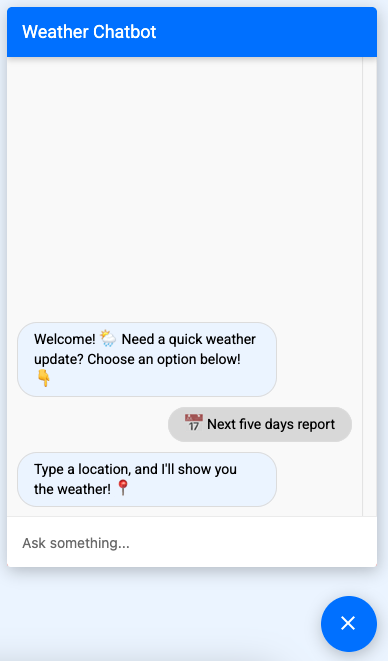 Weather Chatbot
Welcome! 🌦️ Need a quick weather
update? Choose an option below!
👇
📅 Next five days report
Type a location, and I'll show you
the weather! 📍
Ask something...